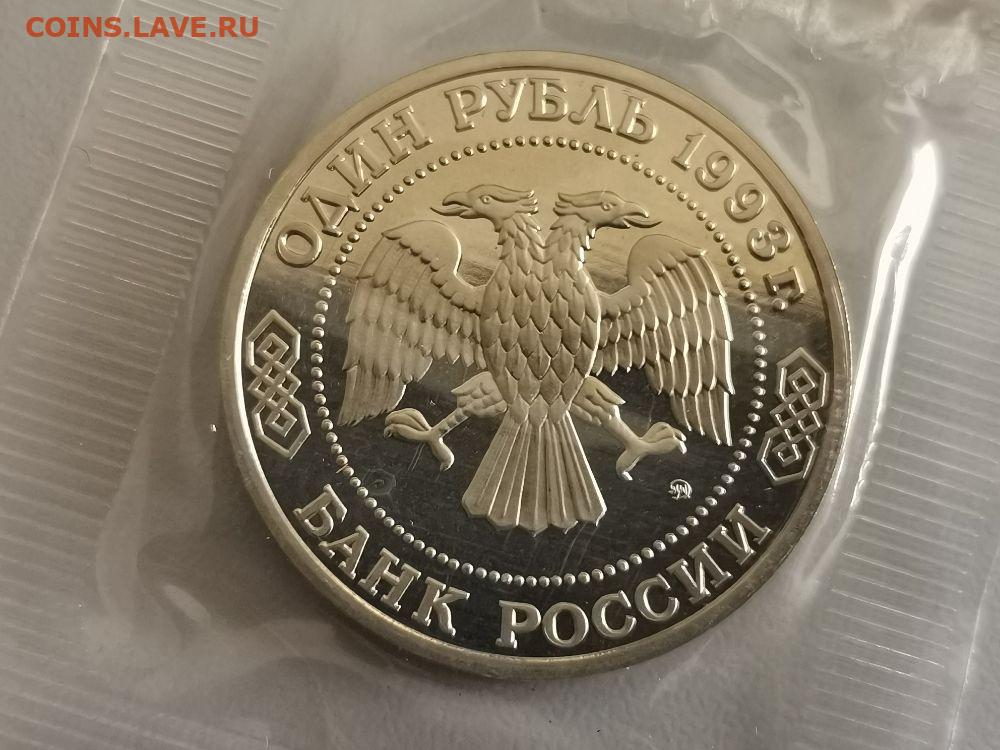 COINS.LAVE.RU
ОДИН РУБЛЬ 1993 г.
БАНК РОССИИ